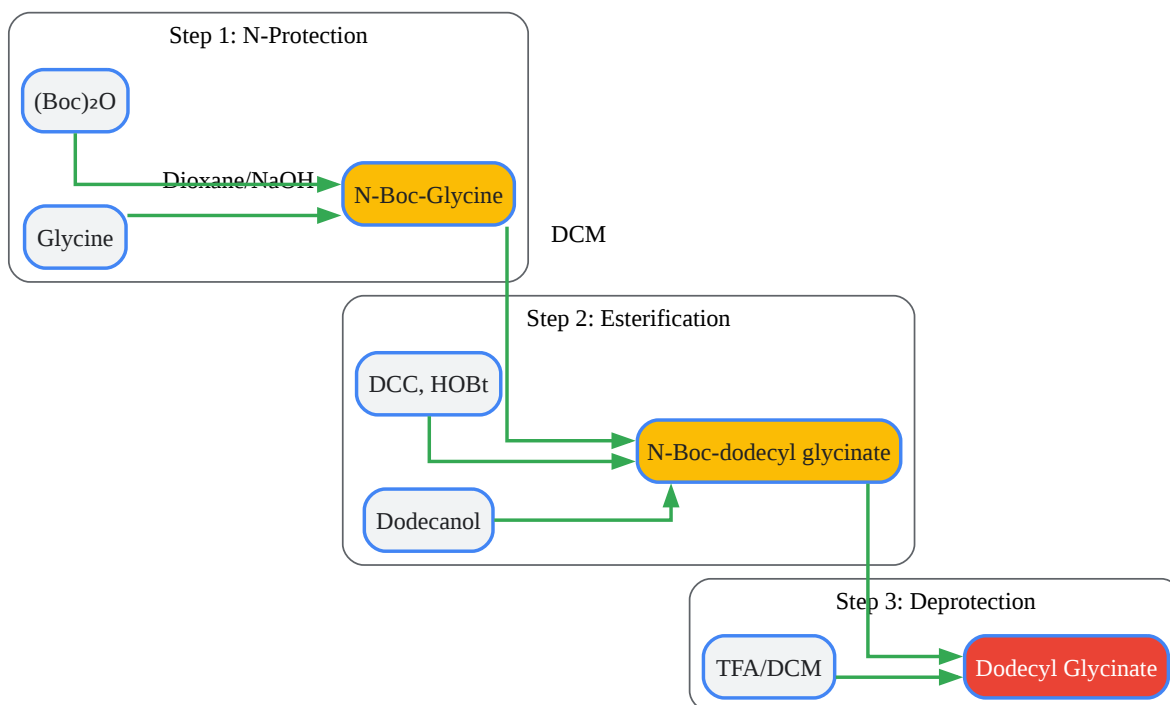 Step 1: N-Protection
(Boc)₂O
Dioxane/NaOH
N-Boc-Glycine
Glycine
DCM
Step 2: Esterification
DCC, HOBt
N-Boc-dodecyl glycinate
Dodecanol
Step 3: Deprotection
TFA/DCM
Dodecyl Glycinate